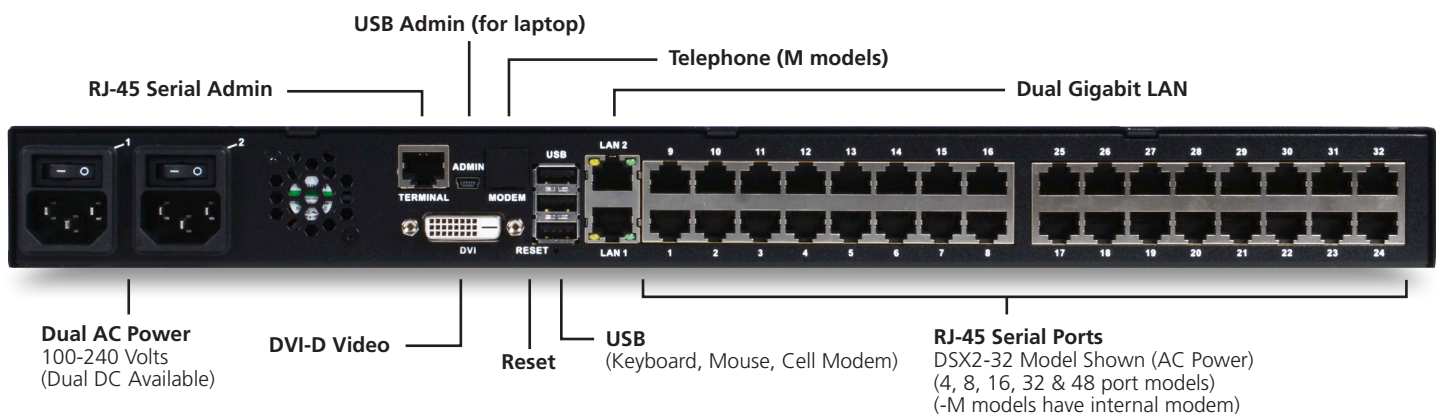 USB Admin (for laptop)
Telephone (M models)
RJ-45 Serial Admin
Dual Gigabit LAN
1
2
TERMINAL
ADMIN
MODEM
USB
LAN 2
9 10 11 12 13 14 15 16
25 26 27 28 29 30 31 32
DVI
RESET
LAN 1
1 2 3 4 5 6 7 8
17 18 19 20 21 22 23 24
Dual AC Power
100-240 Volts
(Dual DC Available)
DVI-D Video
Reset
USB
(Keyboard, Mouse, Cell Modem)
RJ-45 Serial Ports
DSX2-32 Model Shown (AC Power)
(4, 8, 16, 32 & 48 port models)
(-M models have internal modem)